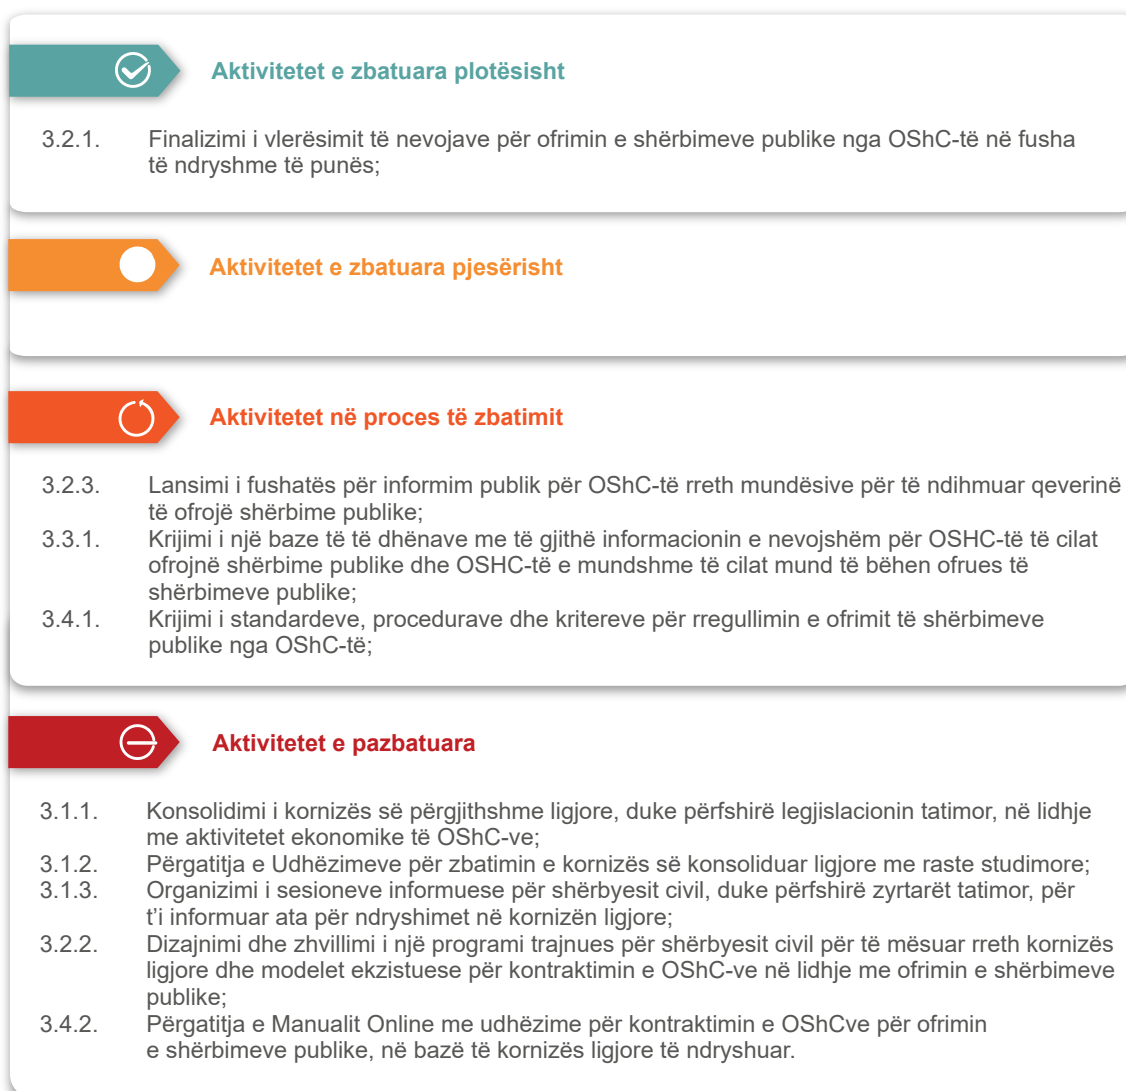 Aktivitetet e zbatuara plotësisht
3.2.1. Finalizimi i vlerësimit të nevojave për ofrimin e shërbimeve publike nga OShC-të në fusha
të ndryshme të punës;
Aktivitetet e zbatuara pjesërisht
Aktivitetet në proces të zbatimit
3.2.3. Lansimi i fushatës për informim publik për OShC-të rreth mundësive për të ndihmuar qeverinë
të ofrojë shërbime publike;
3.3.1. Krijimi i një baze të të dhënave me të gjithë informacionin e nevojshëm për OSHC-të të cilat
ofrojnë shërbime publike dhe OSHC-të e mundshme të cilat mund të bëhen ofrues të
shërbimeve publike;
3.4.1. Krijimi i standardeve, procedurave dhe kritereve për rregullimin e ofrimit të shërbimeve
publike nga OShC-të;
Aktivitetet e pazbatuara
3.1.1. Konsolidimi i kornizës së përgjithshme ligjore, duke përfshirë legjislacionin tatimor, në lidhje
me aktivitetet ekonomike të OShC-ve;
3.1.2. Përgatitja e Udhëzimeve për zbatimin e kornizës së konsoliduar ligjore me raste studimore;
3.1.3. Organizimi i sesioneve informuese për shërbyesit civil, duke përfshirë zyrtarët tatimor, për
t'i informuar ata për ndryshimet në kornizën ligjore;
3.2.2. Dizajnimi dhe zhvillimi i një programi trajnues për shërbyesit civil për të mësuar rreth kornizës
ligjore dhe modelet ekzistuese për kontraktimin e OShC-ve në lidhje me ofrimin e shërbimeve
publike;
3.4.2. Përgatitja e Manualit Online me udhëzime për kontraktimin e OShCve për ofrimin
e shërbimeve publike, në bazë të kornizës ligjore të ndryshuar.